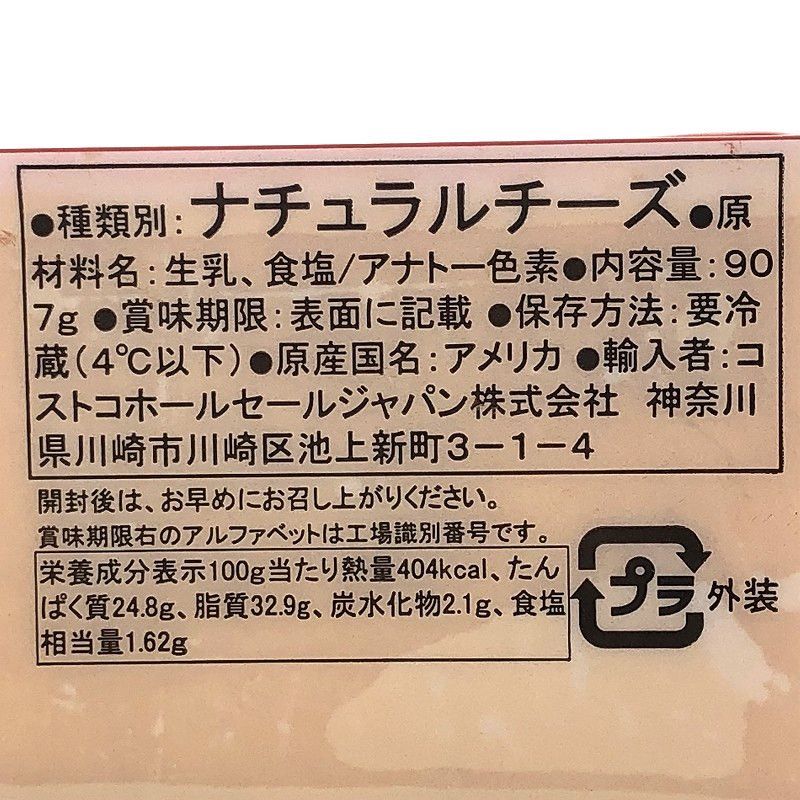 ●種類別:ナチュラルチーズ●原
材料名:生乳、食塩/アナトー色素●内容量:90
7g ●賞味期限:表面に記載 ●保存方法:要冷
蔵(4℃以下)●原産国名:アメリカ ●輸入者:コ
ストコホールセールジャパン株式会社 神奈川
県川崎市川崎区池上新町3-1-4
開封後は、お早めにお召し上がりください。
賞味期限右のアルファベットは工場識別番号です。
栄養成分表示100g当たり熱量404kcal、たん
ぱく質24.8g、脂質32.9g、炭水化物2.1g、食塩
相当量1.62g
プラ 外装